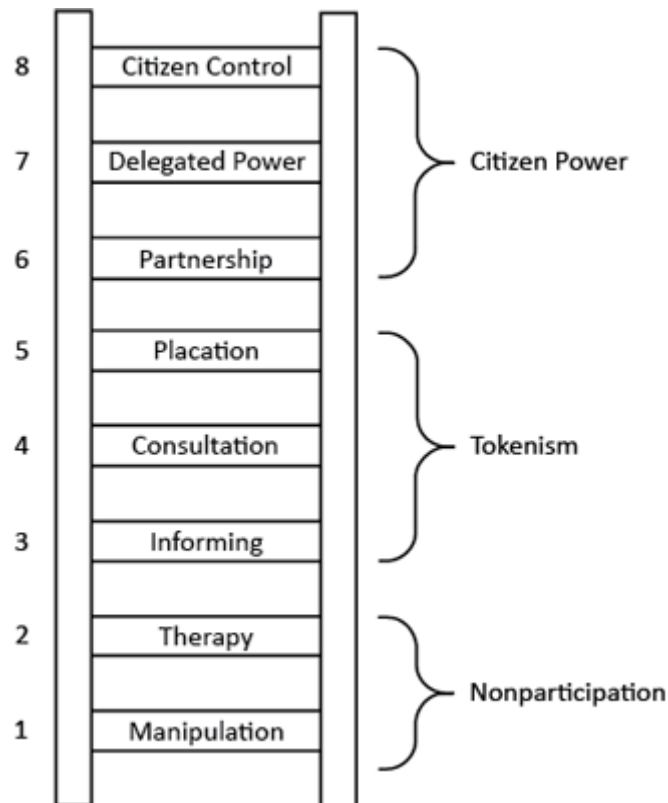 8 Citizen Control
7 Delegated Power Citizen Power
6 Partnership
5 Placation
4 Consultation Tokenism
3 Informing
2 Therapy
Nonparticipation
1 Manipulation